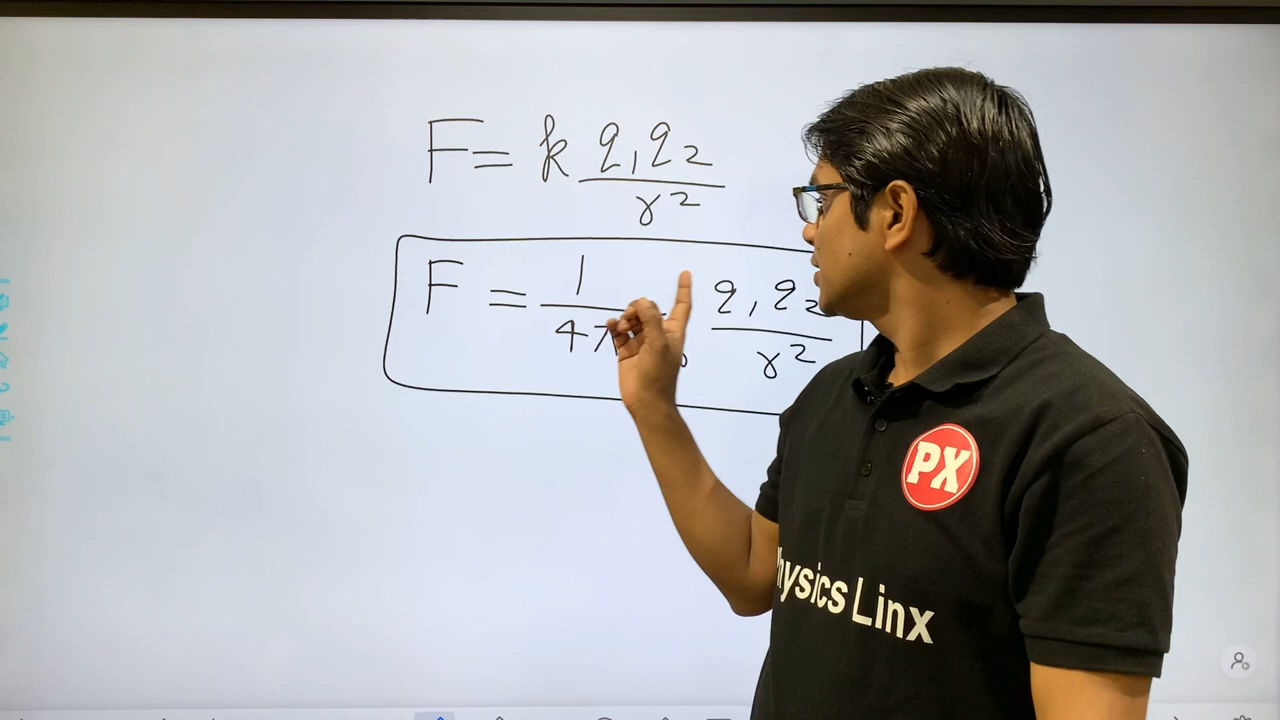 F = k q₁q₂ / r²
F = 1 / 4π q₁q₂ / r²
PX
Physics Linx